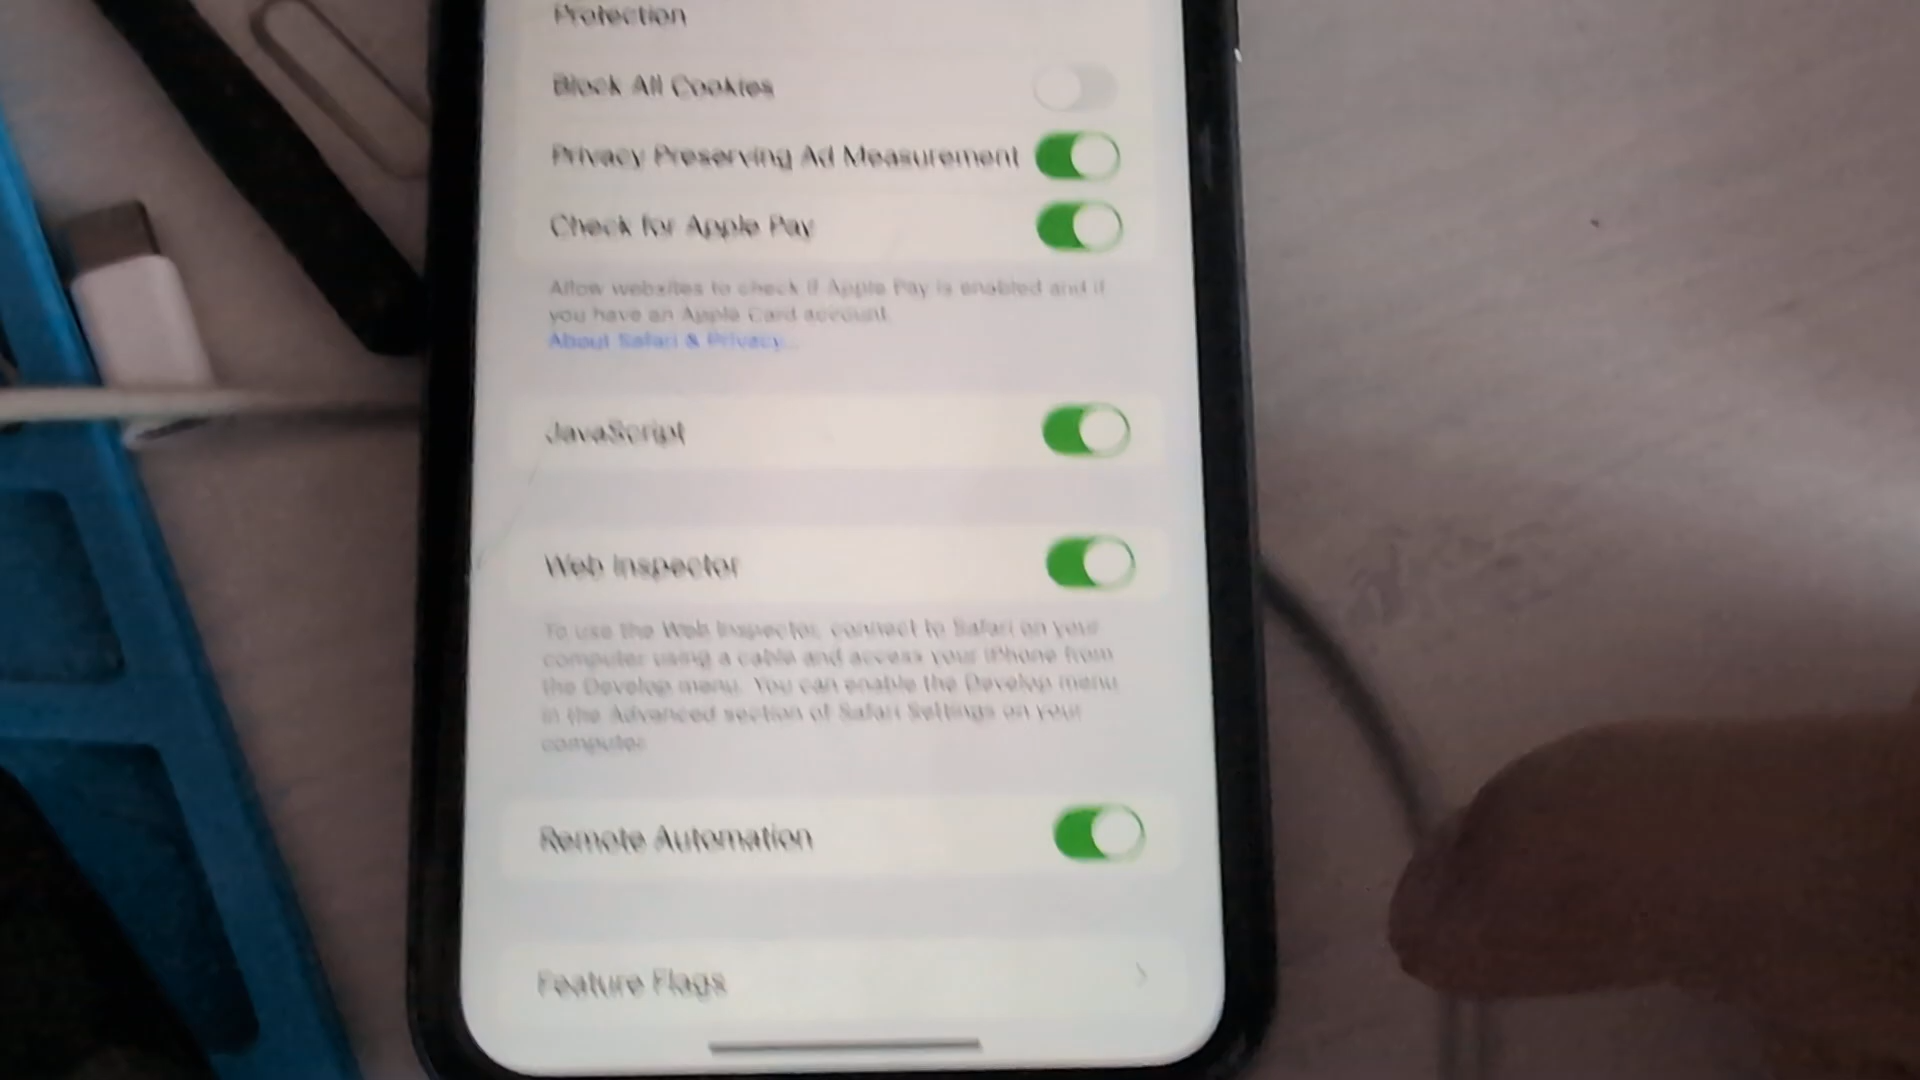 Protection
Block All Cookies
Privacy Preserving Ad Measurement
Check for Apple Pay
Allow websites to check if Apple Pay is enabled and if
you have an Apple Card account.
About Safari & Privacy...
JavaScript
Web Inspector
To use the Web Inspector, connect to Safari on your
computer using a cable and access your iPhone from
the Develop menu. You can enable the Develop menu
in the Advanced section of Safari Settings on your
computer.
Remote Automation
Feature Flags